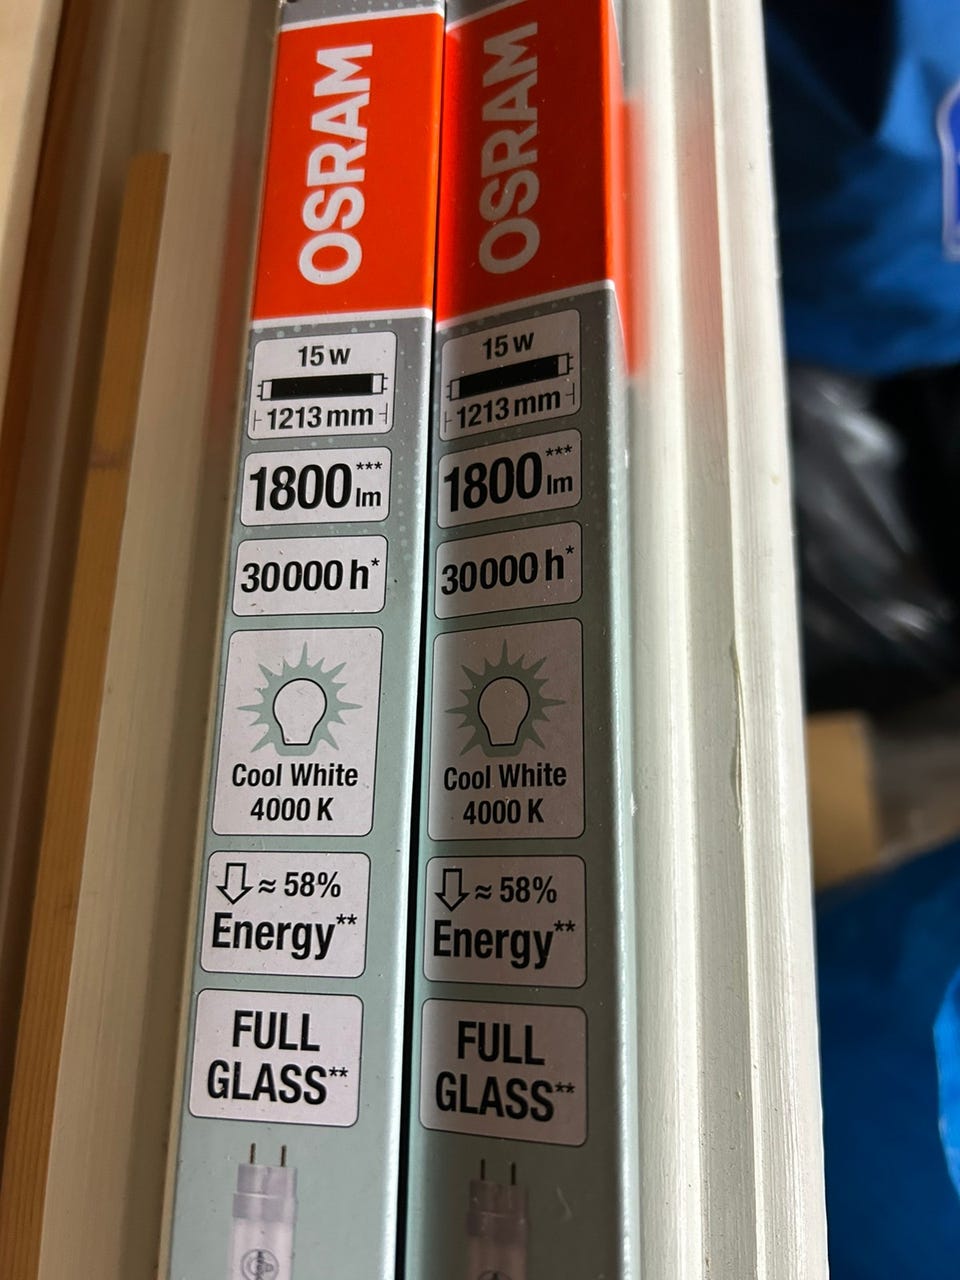 OSRAM
15 w
1213 mm
1800 lm***
30000 h*
Cool White
4000 K
≈ 58%
Energy**
FULL
GLASS**
OSRAM
15 w
1213 mm
1800 lm***
30000 h*
Cool White
4000 K
≈ 58%
Energy**
FULL
GLASS**